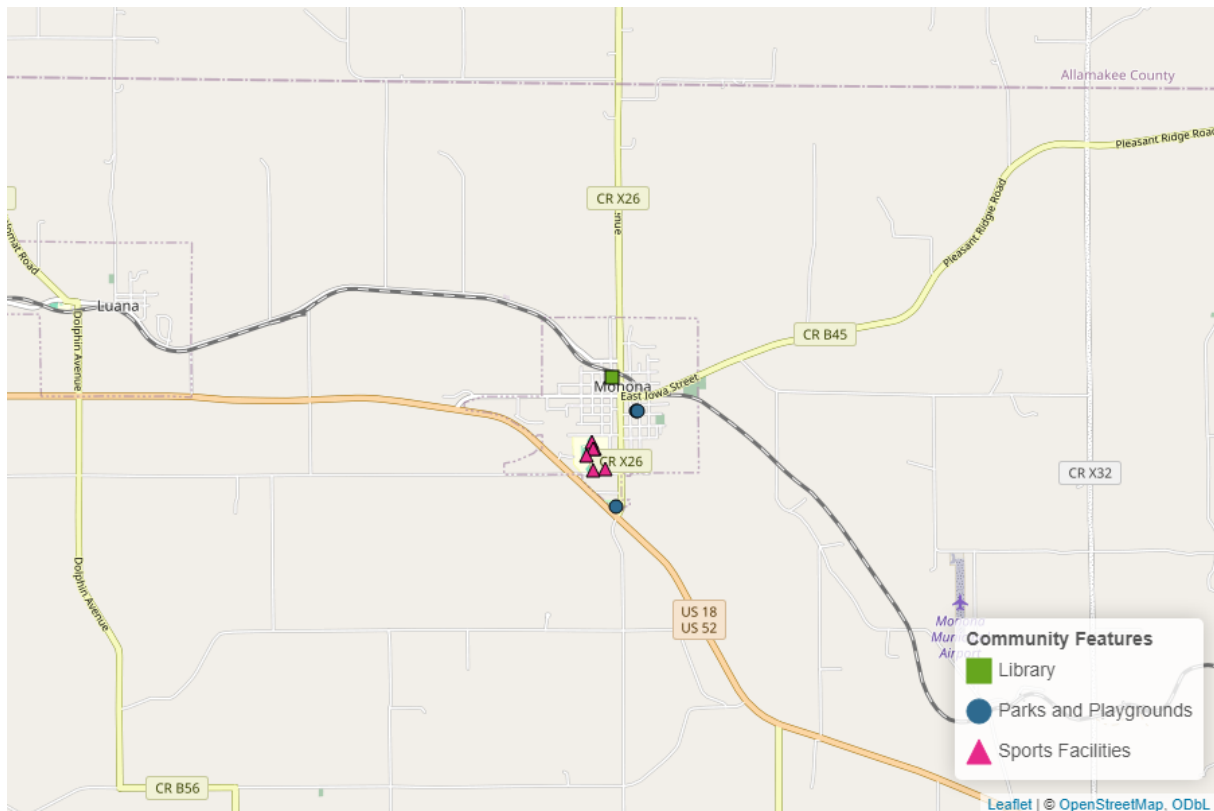 Allamakee County
Pleasant Ridge Road
CR X26
nue
Pleasant Ridge Road
Luana
CR B45
Dolphin Avenue
Monona
East Iowa Street
CR X26
CR X32
Dolphin Avenue
US 18
US 52
Community Features
Library
Parks and Playgrounds
Sports Facilities
CR B56
Leaflet | © OpenStreetMap, ODbL